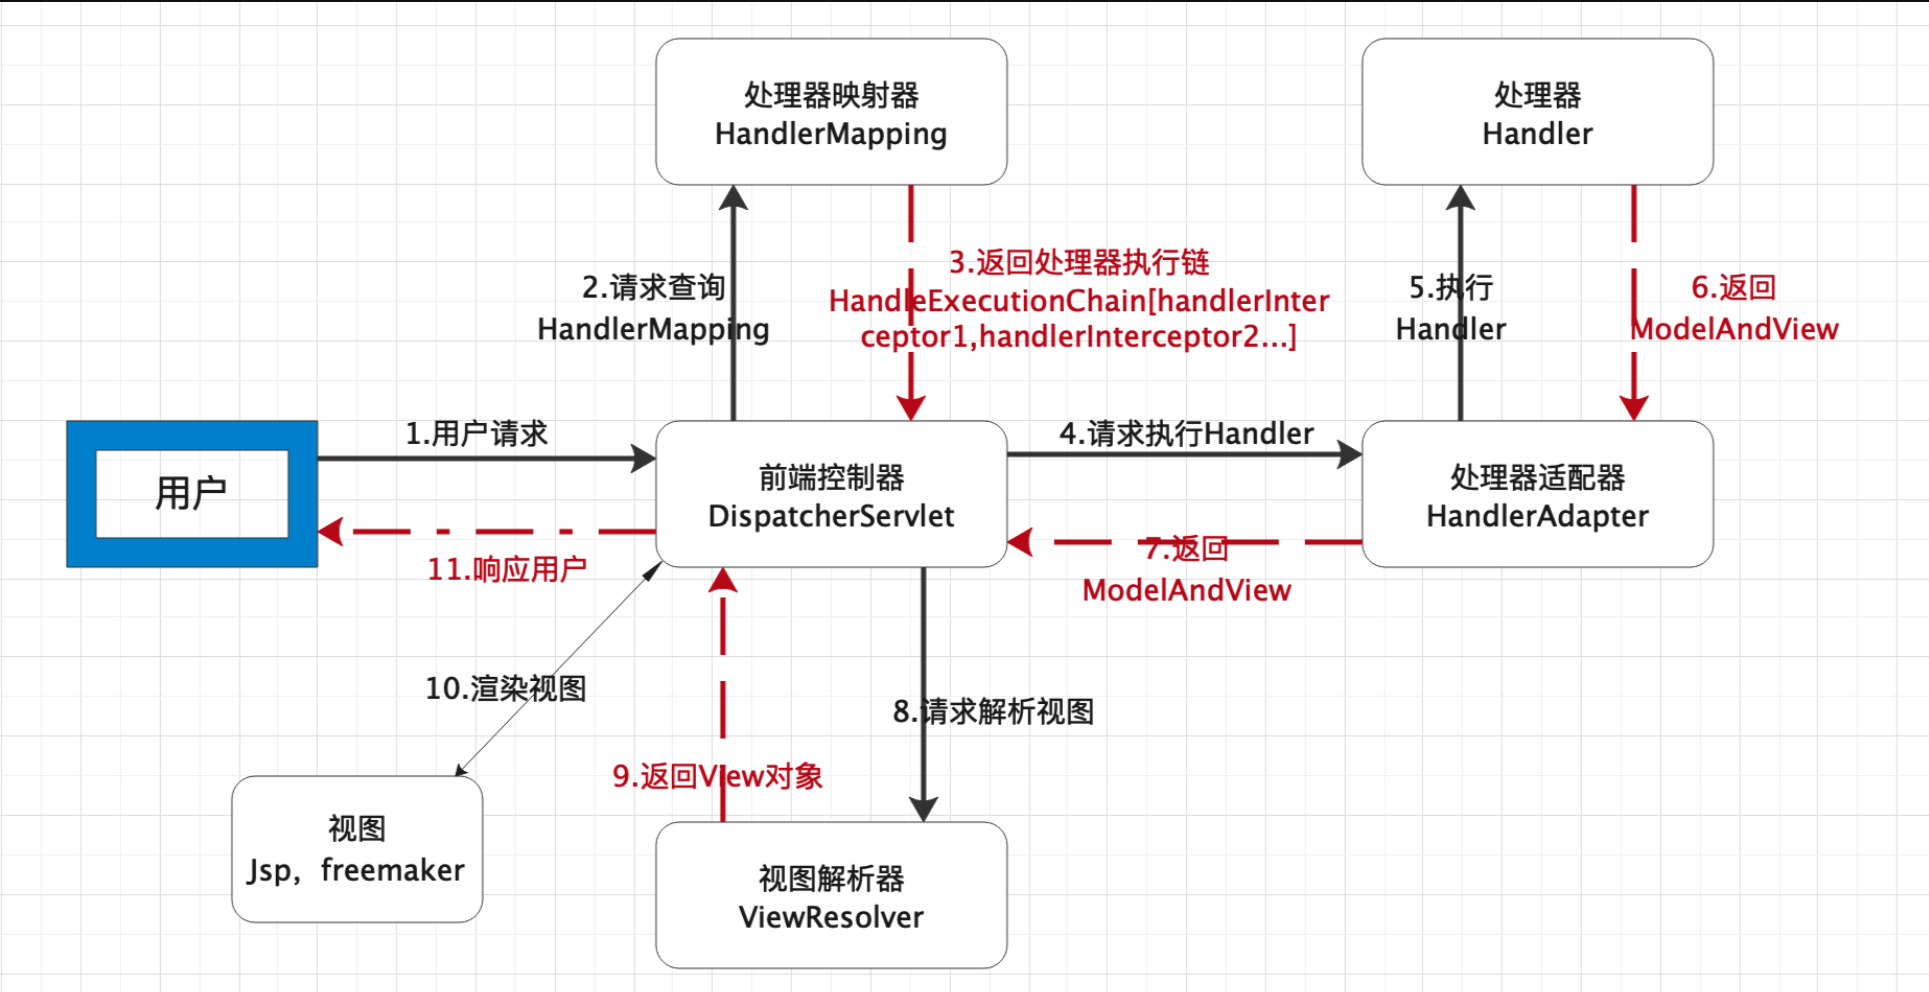 处理器映射器
HandlerMapping
处理器
Handler
2.请求查询
HandlerMapping
3.返回处理器执行链
HandleExecutionChain[handlerInter
ceptor1,handlerInterceptor2...]
5.执行
Handler
6.返回
ModelAndView
用户
1.用户请求
11.响应用户
前端控制器
DispatcherServlet
4.请求执行Handler
7.返回
ModelAndView
处理器适配器
HandlerAdapter
10.渲染视图
8.请求解析视图
9.返回View对象
视图
Jsp，freemaker
视图解析器
ViewResolver